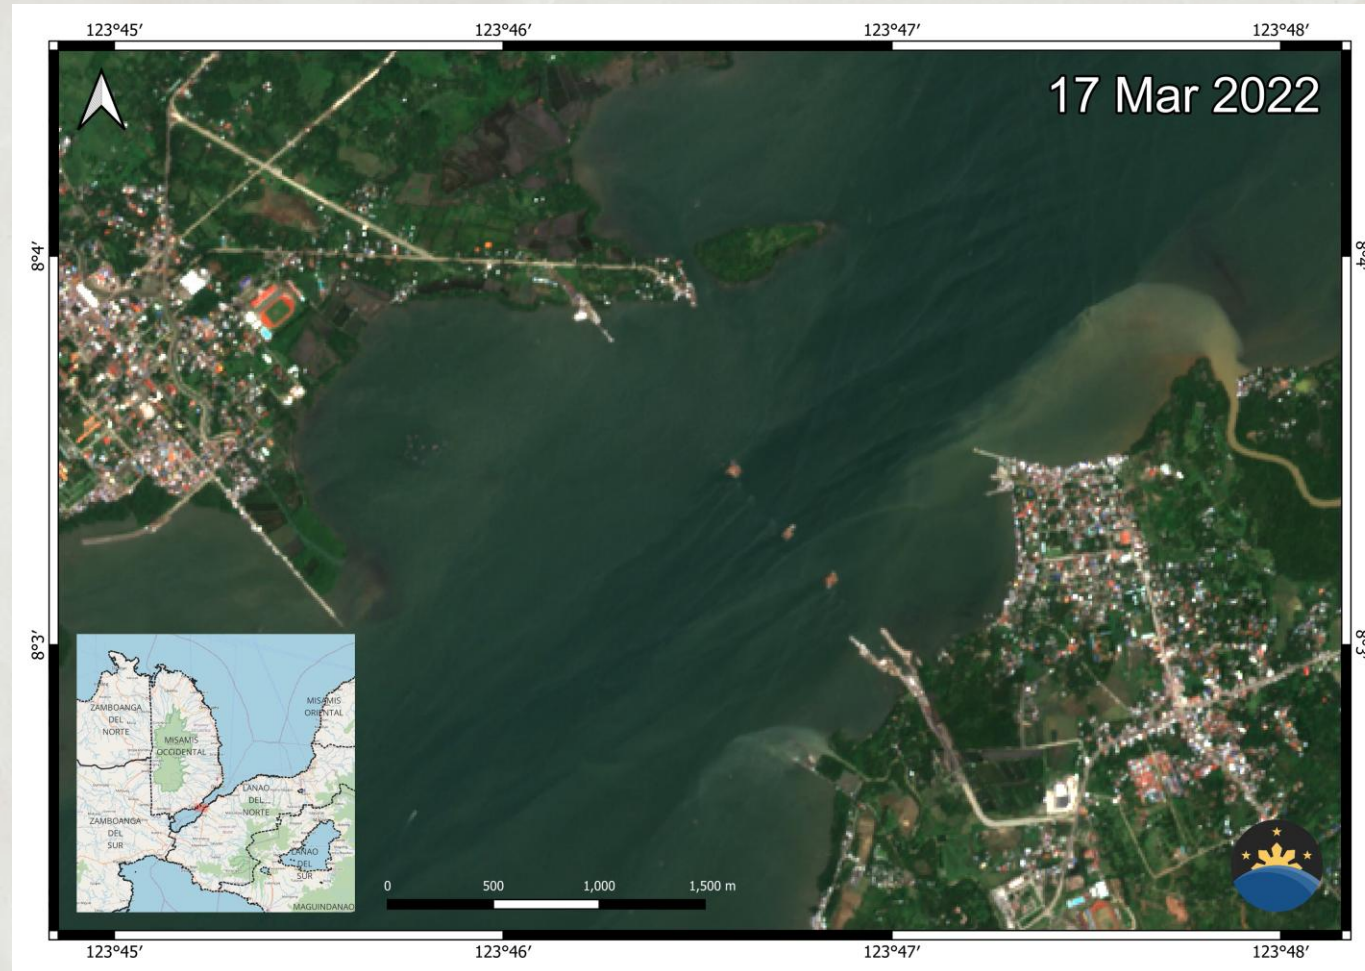 123°45′ 123°46′ 123°47′ 123°48′
17 Mar 2022
8°4′ 8°4′
8°3′ 8°3′
ZAMBOANGA
DEL
NORTE
MISAMIS
OCCIDENTAL
MISAMIS
ORIENTAL
LANAO
DEL
NORTE
ZAMBOANGA
DEL
SUR
LANAO
DEL
SUR
MAGUINDANAO
0 500 1,000 1,500 m
123°45′ 123°46′ 123°47′ 123°48′